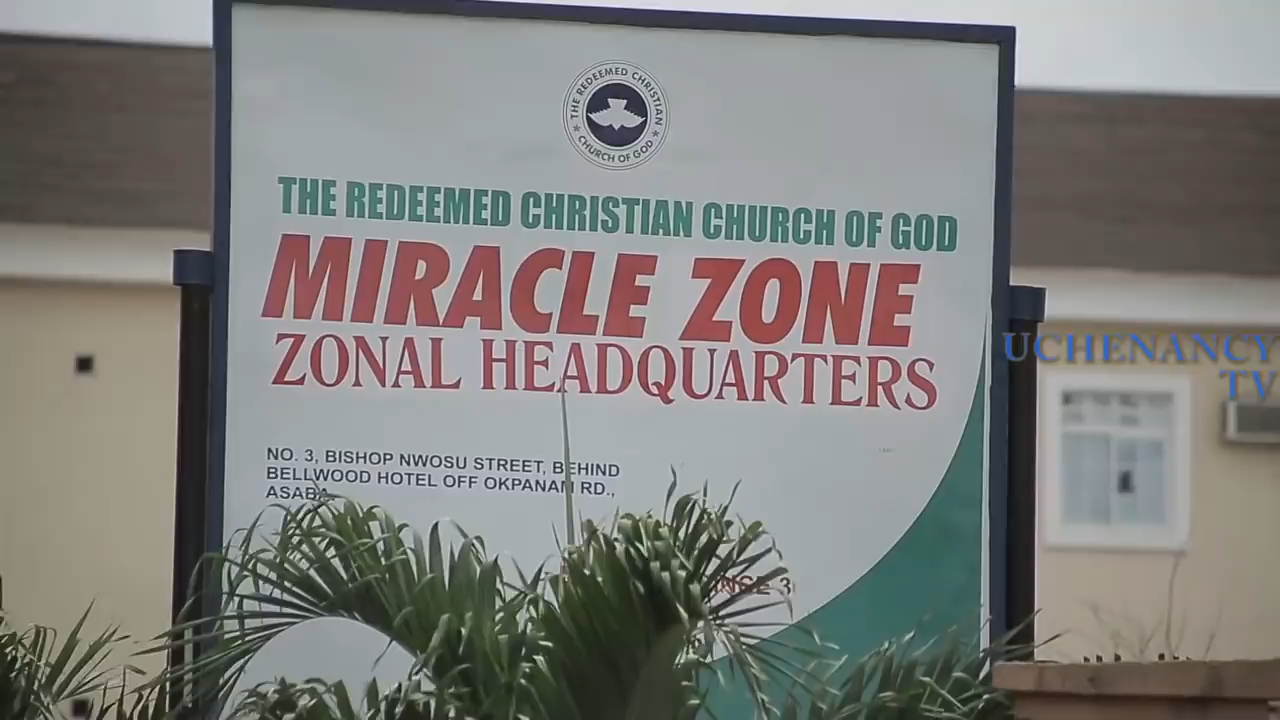 THE REDEEMED CHRISTIAN
CHURCH OF GOD
THE REDEEMED CHRISTIAN CHURCH OF GOD
MIRACLE ZONE
ZONAL HEADQUARTERS
NO. 3, BISHOP NWOSU STREET, BEHIND
BELLWOOD HOTEL OFF OKPANAM RD.,
ASABA
3
UCHENANCY
TV